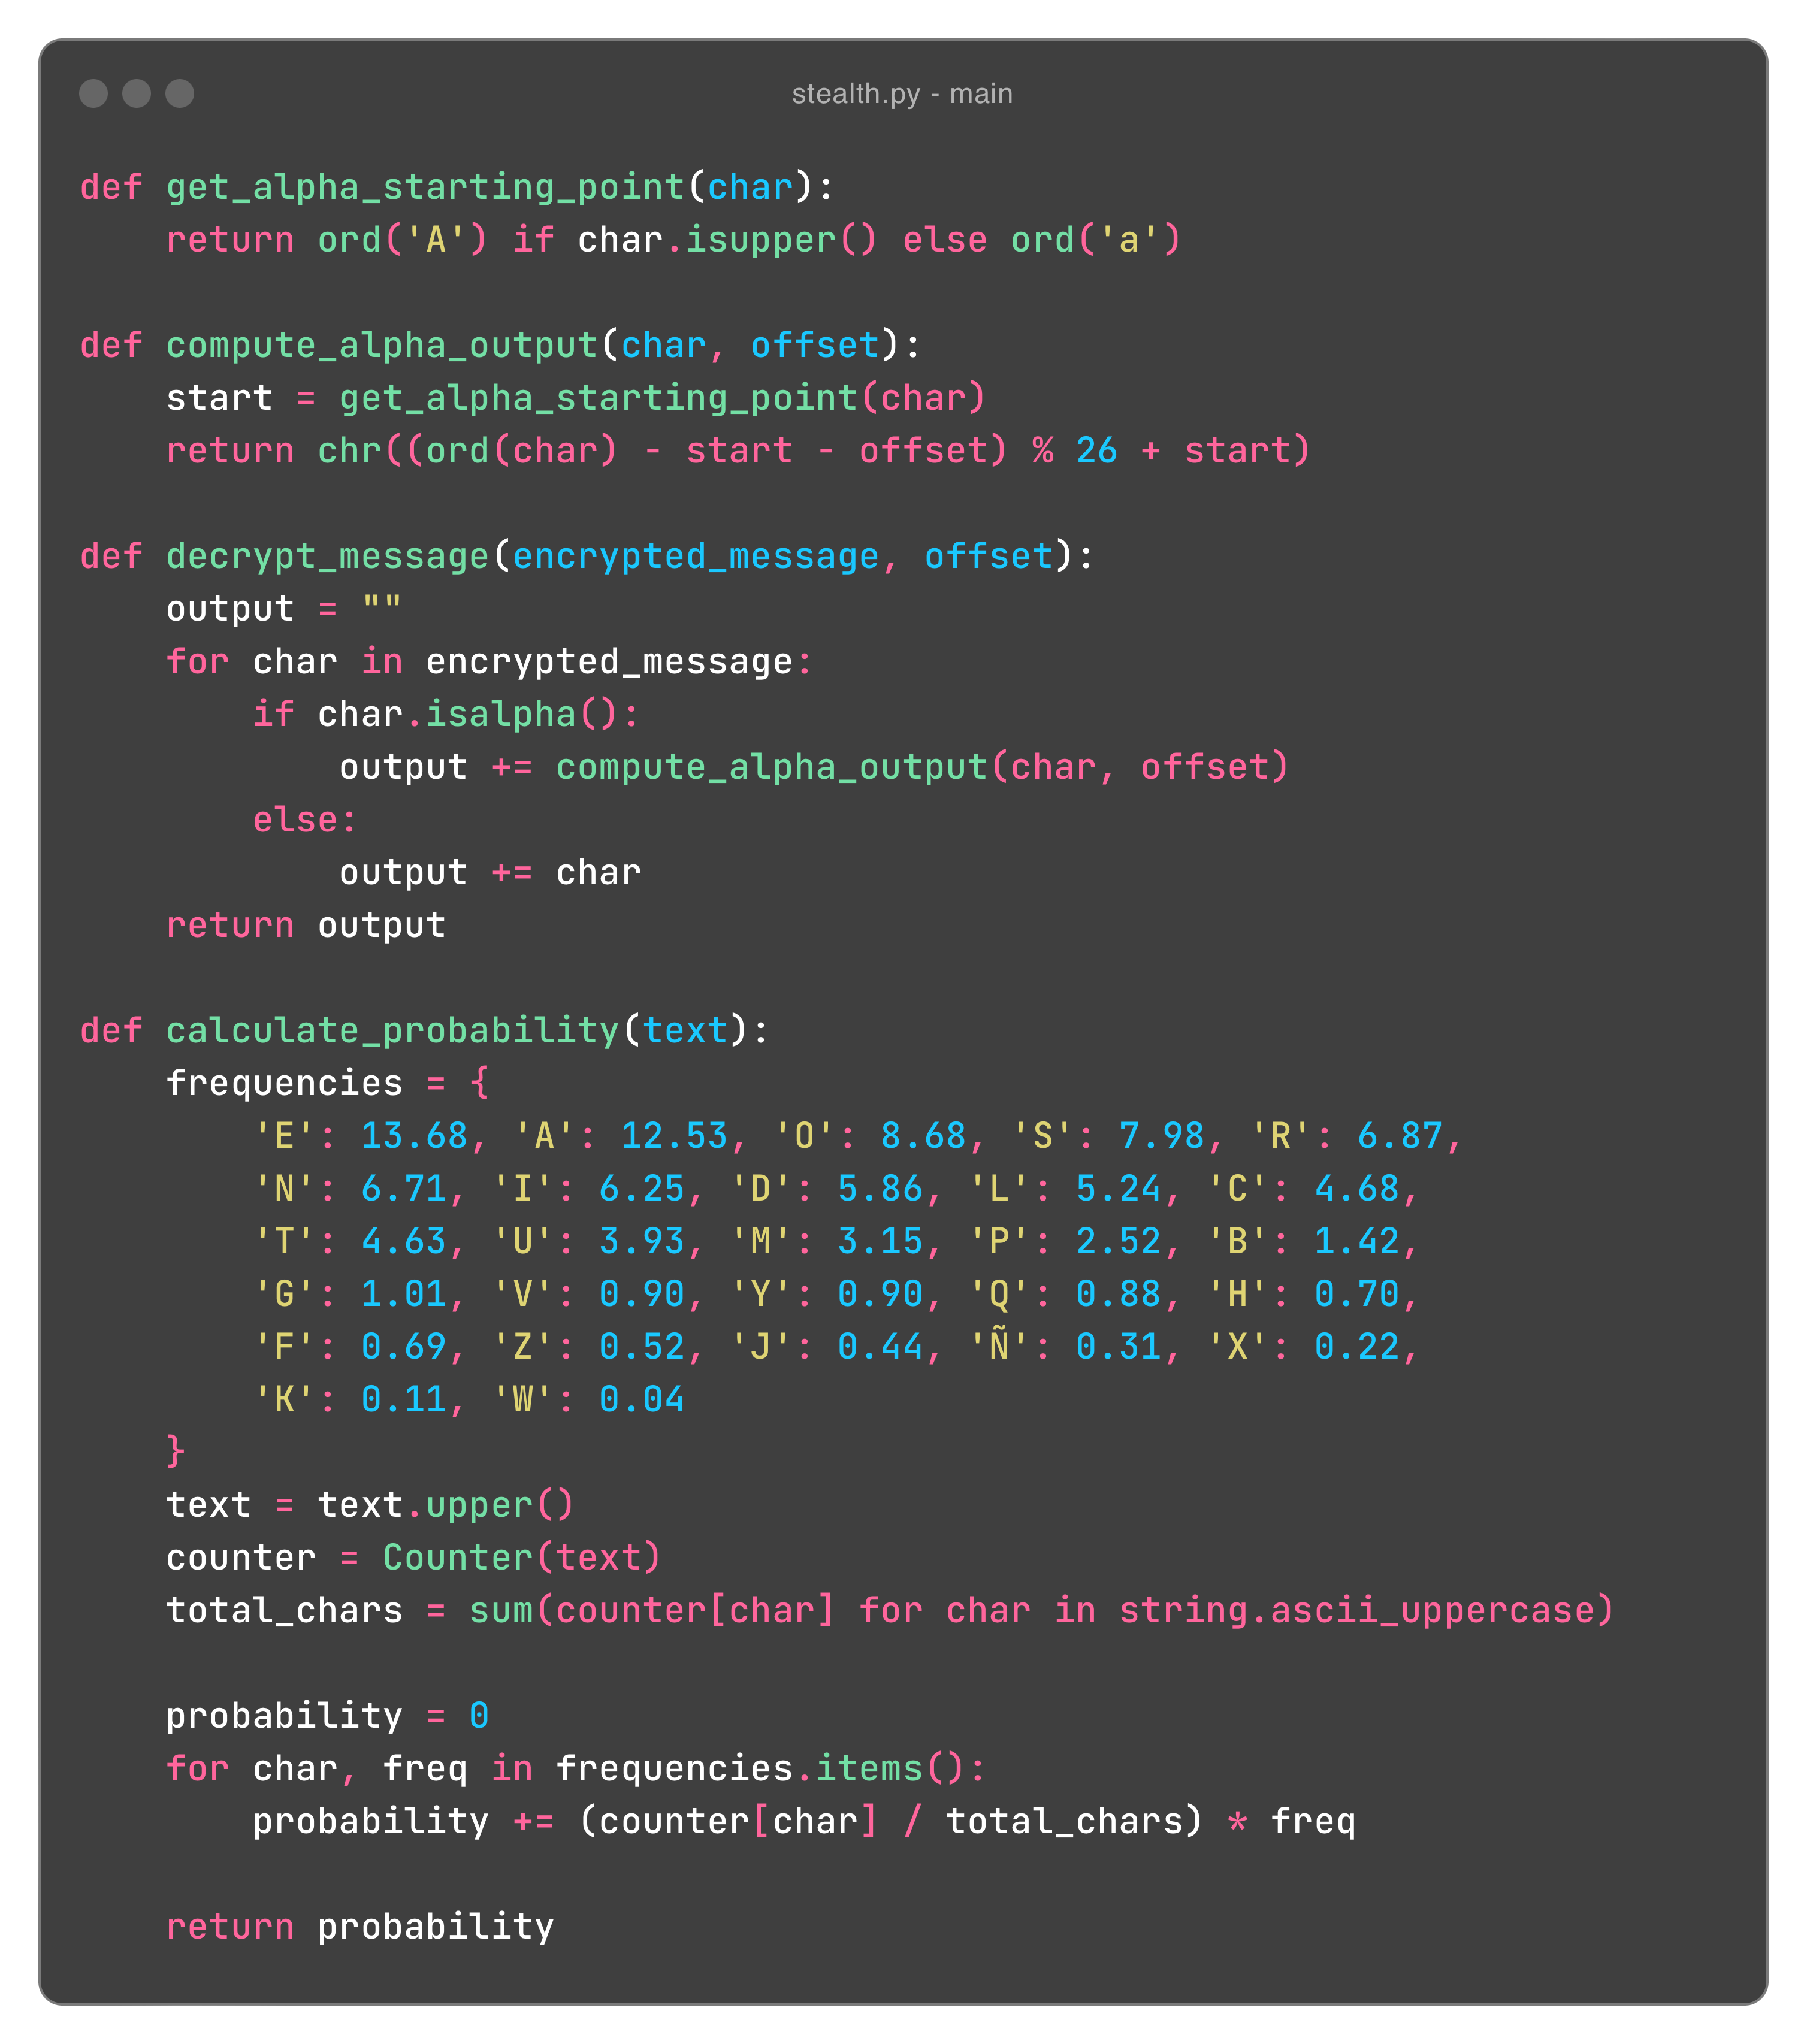 stealth.py - main
def get_alpha_starting_point(char):
    return ord('A') if char.isupper() else ord('a')

def compute_alpha_output(char, offset):
    start = get_alpha_starting_point(char)
    return chr((ord(char) - start - offset) % 26 + start)

def decrypt_message(encrypted_message, offset):
    output = ""
    for char in encrypted_message:
        if char.isalpha():
            output += compute_alpha_output(char, offset)
        else:
            output += char
    return output

def calculate_probability(text):
    frequencies = {
        'E': 13.68, 'A': 12.53, 'O': 8.68, 'S': 7.98, 'R': 6.87,
        'N': 6.71, 'I': 6.25, 'D': 5.86, 'L': 5.24, 'C': 4.68,
        'T': 4.63, 'U': 3.93, 'M': 3.15, 'P': 2.52, 'B': 1.42,
        'G': 1.01, 'V': 0.90, 'Y': 0.90, 'Q': 0.88, 'H': 0.70,
        'F': 0.69, 'Z': 0.52, 'J': 0.44, 'Ñ': 0.31, 'X': 0.22,
        'K': 0.11, 'W': 0.04
    }
    text = text.upper()
    counter = Counter(text)
    total_chars = sum(counter[char] for char in string.ascii_uppercase)

    probability = 0
    for char, freq in frequencies.items():
        probability += (counter[char] / total_chars) * freq

    return probability